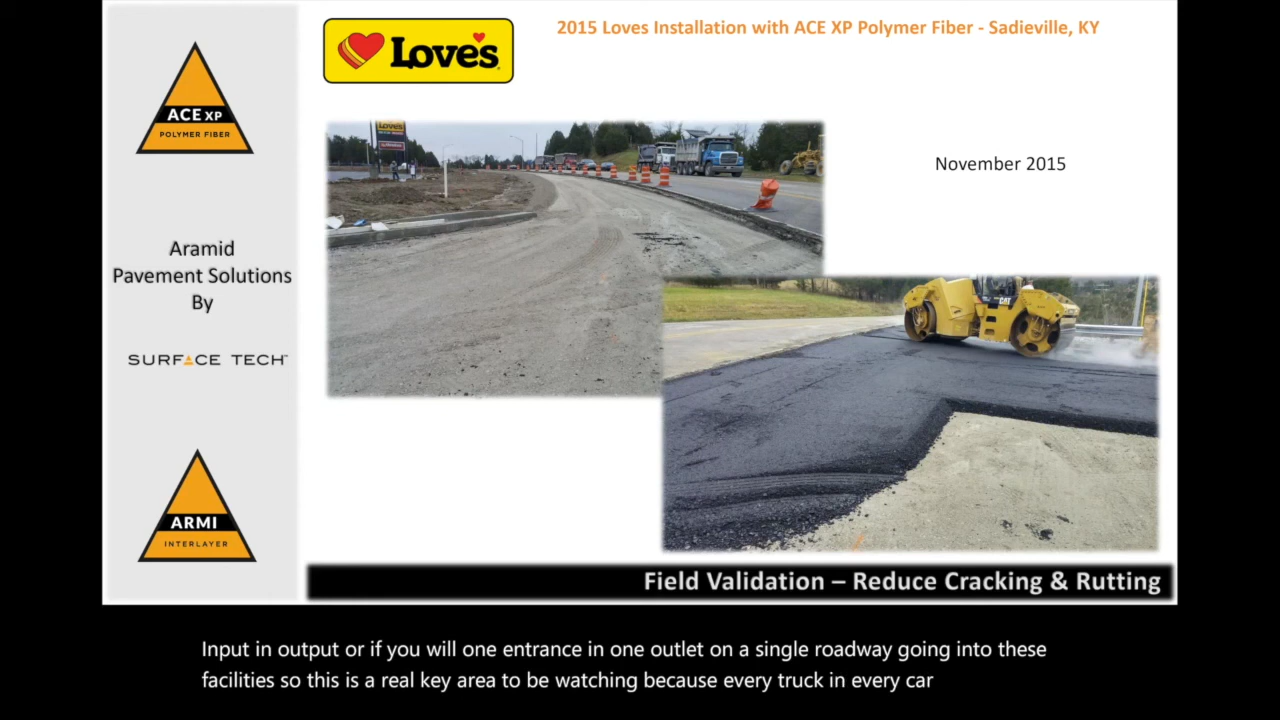 ACE XP
POLYMER FIBER
Aramid
Pavement Solutions
By
SURFACE TECH
ARMI
INTERLAYER
Love's
2015 Loves Installation with ACE XP Polymer Fiber - Sadieville, KY
November 2015
Loves
CAT
Field Validation – Reduce Cracking & Rutting
Input in output or if you will one entrance in one outlet on a single roadway going into these
facilities so this is a real key area to be watching because every truck in every car